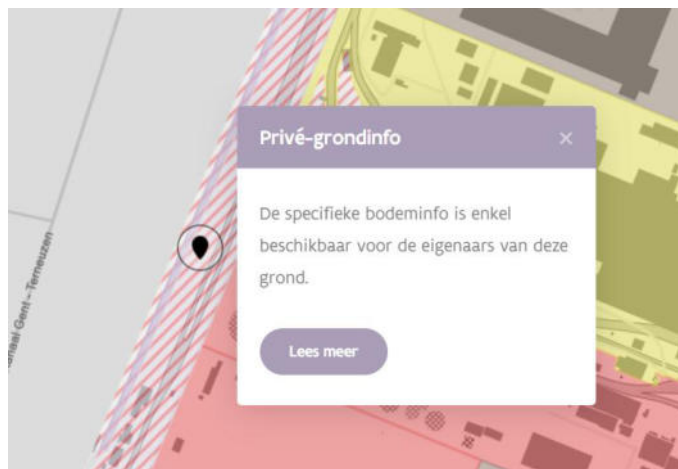 Privé-grondinfo ×
De specifieke bodeminfo is enkel
beschikbaar voor de eigenaars van deze
grond.
Lees meer
Kanaal Gent - Terneuzen